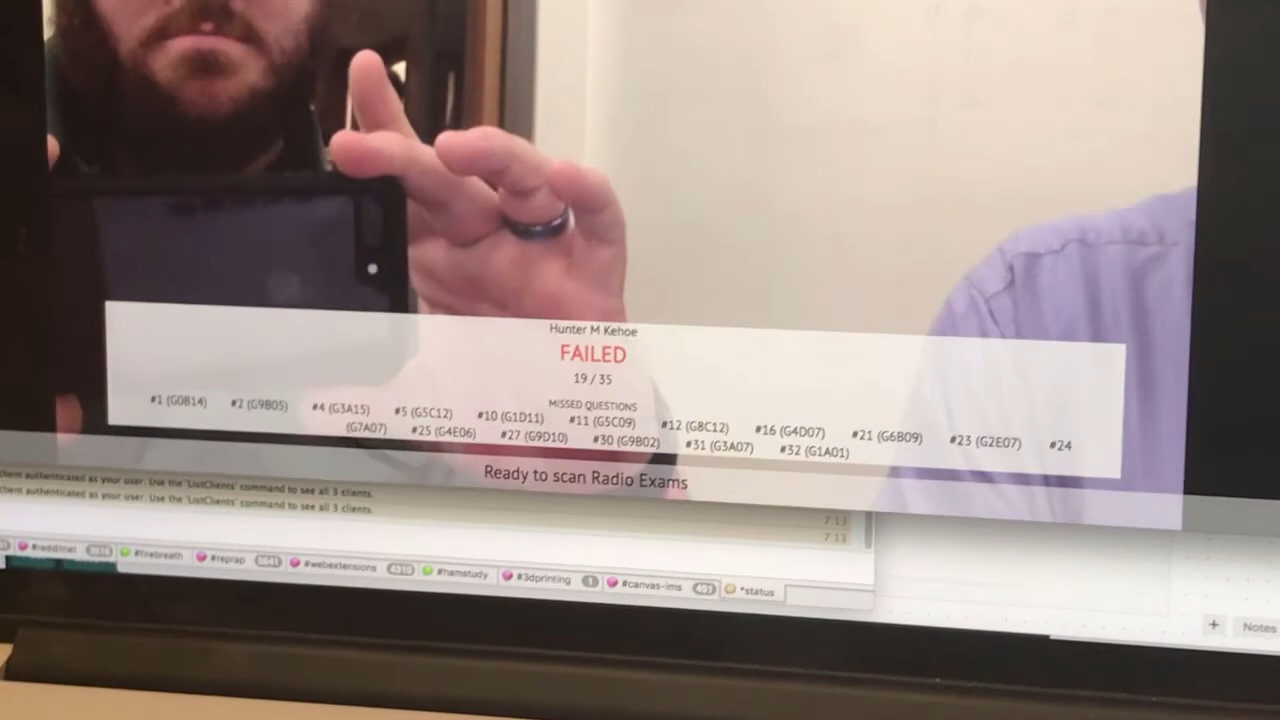 Hunter M Kehoe
FAILED
19 / 35
MISSED QUESTIONS
#1 (G0B14) #2 (G9B05) #4 (G3A15) #5 (G5C12) #10 (G1D11) #11 (G5C09) #12 (G8C12) #16 (G4D07) #21 (G6B09) #23 (G2E07) #24
(G7A07) #25 (G4E06) #27 (G9D10) #30 (G9B02) #31 (G3A07) #32 (G1A01)
Ready to scan Radio Exams
client authenticated as your user. Use the 'ListClients' command to see all 3 clients.
client authenticated as your user. Use the 'ListClients' command to see all 3 clients.
7:13
7:13
#redditnet #firebreath #reprap #webextensions #hamstudy #3dprinting 1 #canvas-lms 491 *status
+ Notes